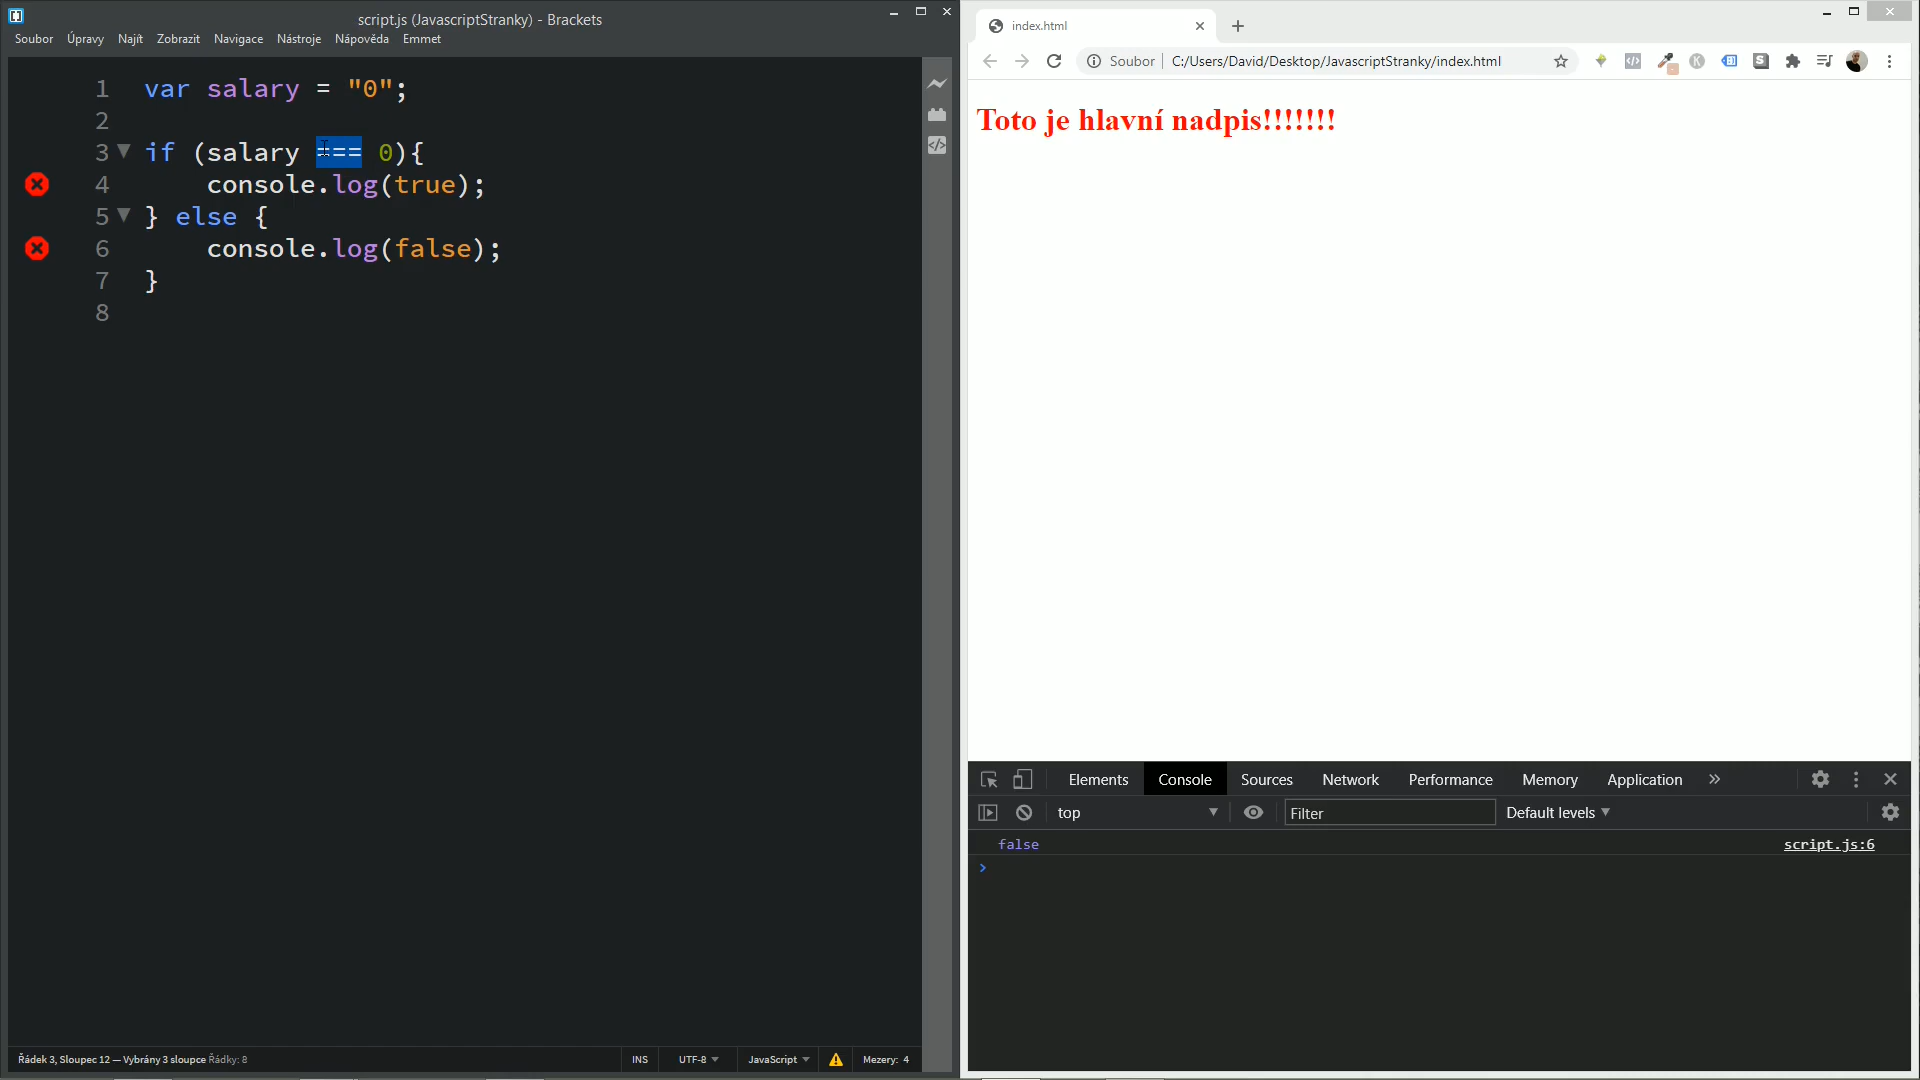 script.js (JavascriptStranky) - Brackets
Soubor Úpravy Najít Zobrazit Navigace Nástroje Nápověda Emmet
1 var salary = "0";
2
3 if (salary === 0){
4 console.log(true);
5 } else {
6 console.log(false);
7 }
8
Řádek 3, Sloupec 12 — Vybrány 3 sloupce Řádky: 8
INS UTF-8 JavaScript Mezery: 4
index.html
Soubor C:/Users/David/Desktop/JavascriptStranky/index.html
Toto je hlavní nadpis!!!!!!!
Elements Console Sources Network Performance Memory Application »
top Filter Default levels
false script.js:6
›